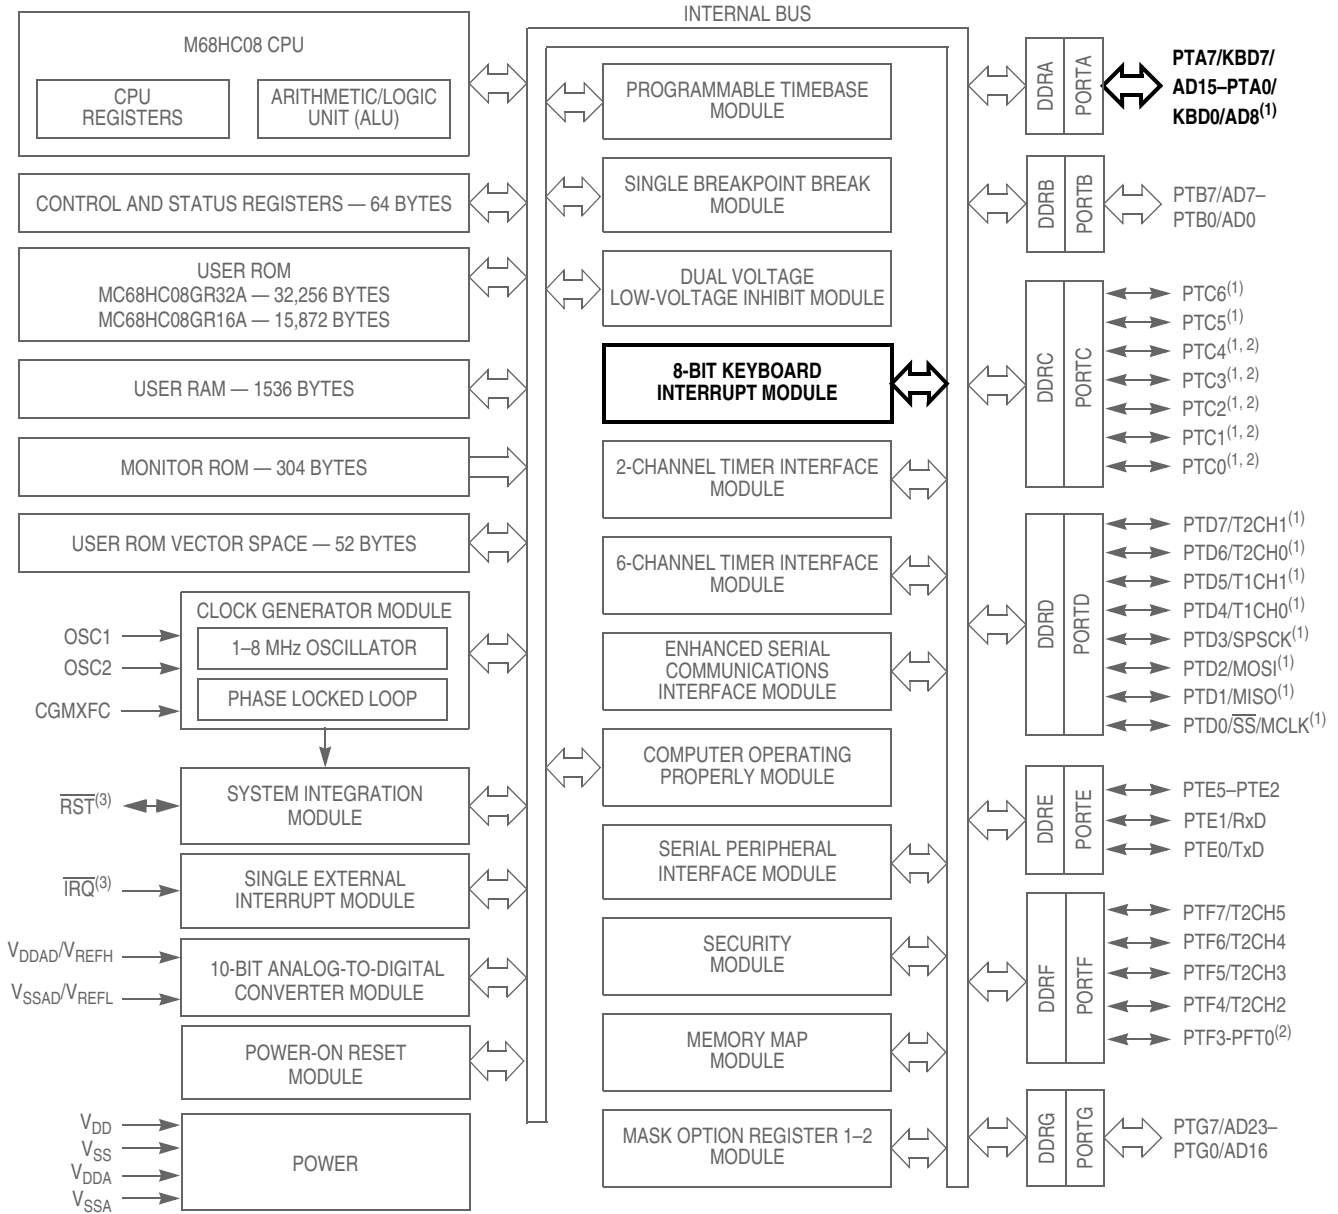 INTERNAL BUS
M68HC08 CPU
CPU
REGISTERS
ARITHMETIC/LOGIC
UNIT (ALU)
CONTROL AND STATUS REGISTERS — 64 BYTES
USER ROM
MC68HC08GR32A — 32,256 BYTES
MC68HC08GR16A — 15,872 BYTES
USER RAM — 1536 BYTES
MONITOR ROM — 304 BYTES
USER ROM VECTOR SPACE — 52 BYTES
CLOCK GENERATOR MODULE
1–8 MHz OSCILLATOR
PHASE LOCKED LOOP
OSC1
OSC2
CGMXFC
SYSTEM INTEGRATION
MODULE
RST(3)
SINGLE EXTERNAL
INTERRUPT MODULE
IRQ(3)
10-BIT ANALOG-TO-DIGITAL
CONVERTER MODULE
VDDAD/VREFH
VSSAD/VREFL
POWER-ON RESET
MODULE
POWER
VDD
VSS
VDDA
VSSA
PROGRAMMABLE TIMEBASE
MODULE
SINGLE BREAKPOINT BREAK
MODULE
DUAL VOLTAGE
LOW-VOLTAGE INHIBIT MODULE
8-BIT KEYBOARD
INTERRUPT MODULE
2-CHANNEL TIMER INTERFACE
MODULE
6-CHANNEL TIMER INTERFACE
MODULE
ENHANCED SERIAL
COMMUNICATIONS
INTERFACE MODULE
COMPUTER OPERATING
PROPERLY MODULE
SERIAL PERIPHERAL
INTERFACE MODULE
SECURITY
MODULE
MEMORY MAP
MODULE
MASK OPTION REGISTER 1–2
MODULE
DDRA
PORTA
PTA7/KBD7/
AD15–PTA0/
KBD0/AD8(1)
DDRB
PORTB
PTB7/AD7–
PTB0/AD0
DDRC
PORTC
PTC6(1)
PTC5(1)
PTC4(1, 2)
PTC3(1, 2)
PTC2(1, 2)
PTC1(1, 2)
PTC0(1, 2)
DDRD
PORTD
PTD7/T2CH1(1)
PTD6/T2CH0(1)
PTD5/T1CH1(1)
PTD4/T1CH0(1)
PTD3/SPSCK(1)
PTD2/MOSI(1)
PTD1/MISO(1)
PTD0/SS/MCLK(1)
DDRE
PORTE
PTE5–PTE2
PTE1/RxD
PTE0/TxD
DDRF
PORTF
PTF7/T2CH5
PTF6/T2CH4
PTF5/T2CH3
PTF4/T2CH2
PTF3-PFT0(2)
DDRG
PORTG
PTG7/AD23–
PTG0/AD16